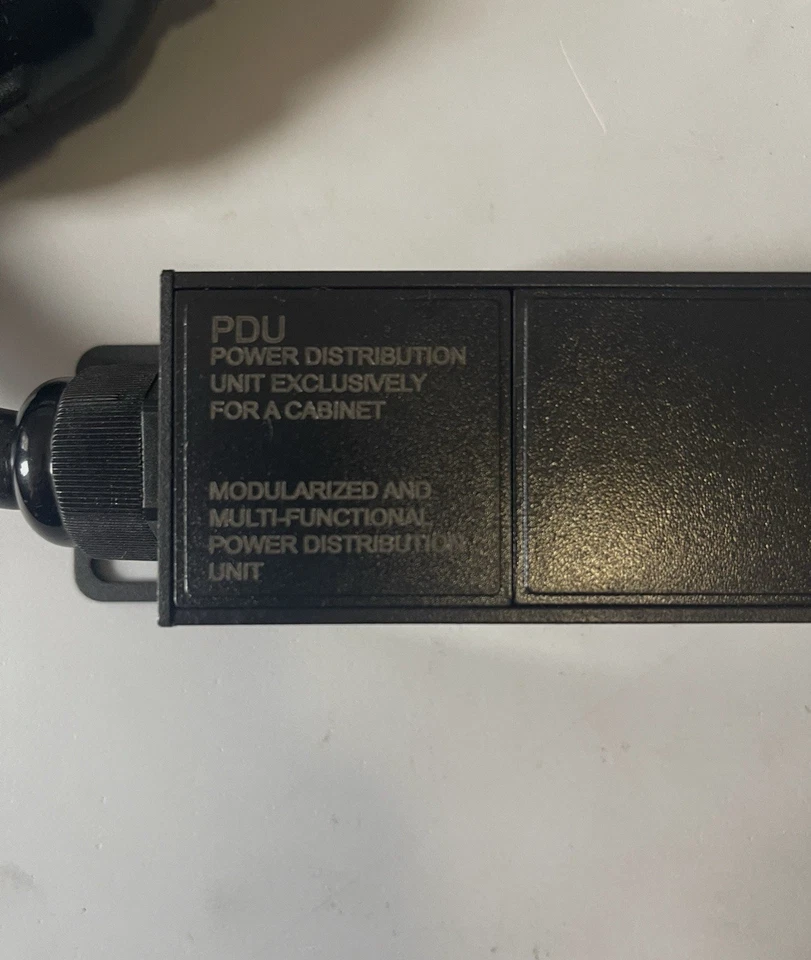 PDU
POWER DISTRIBUTION
UNIT EXCLUSIVELY
FOR A CABINET
MODULARIZED AND
MULTI-FUNCTIONAL
POWER DISTRIBUTION
UNIT